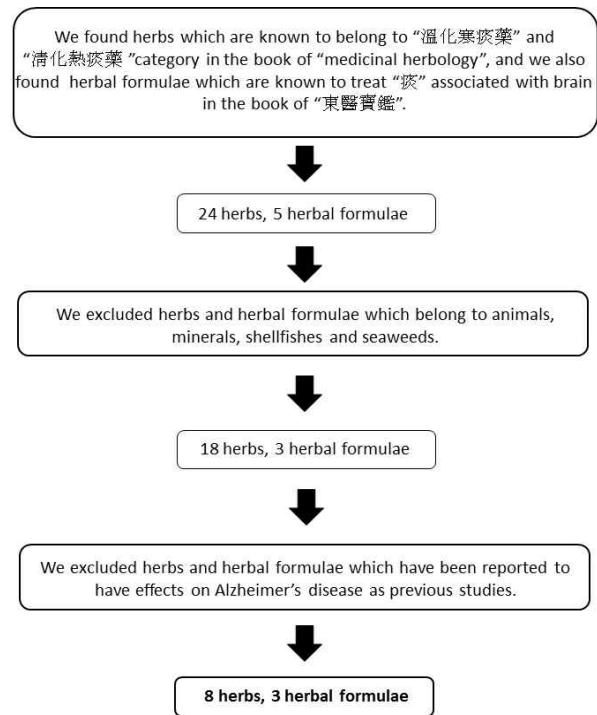 We found herbs which are known to belong to “溫化寒痰藥” and
“清化熱痰藥 ”category in the book of “medicinal herbology”, and we also
found herbal formulae which are known to treat “痰” associated with brain
in the book of “東醫寶鑑”.
24 herbs, 5 herbal formulae
We excluded herbs and herbal formulae which belong to animals,
minerals, shellfishes and seaweeds.
18 herbs, 3 herbal formulae
We excluded herbs and herbal formulae which have been reported to
have effects on Alzheimer’s disease as previous studies.
8 herbs, 3 herbal formulae